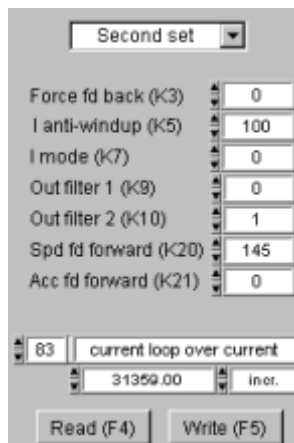 Second set
Force fd back (K3) 0
I anti-windup (K5) 100
I mode (K7) 0
Out filter 1 (K9) 0
Out filter 2 (K10) 1
Spd fd forward (K20) 145
Acc fd forward (K21) 0
83 current loop over current
31359.00 incr.
Read (F4) Write (F5)